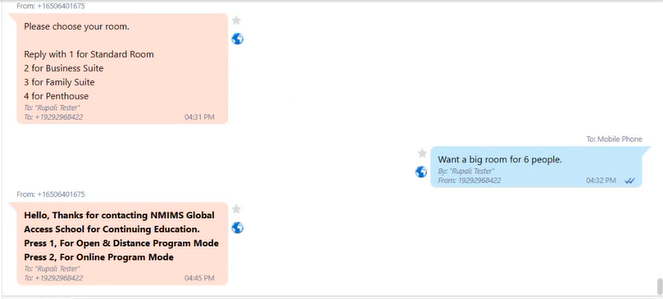 From: +16506401675
Please choose your room.
Reply with 1 for Standard Room
2 for Business Suite
3 for Family Suite
4 for Penthouse
To: "Rupali Tester"
To: +19292968422 04:31 PM
To: Mobile Phone
Want a big room for 6 people.
By: "Rupali Tester"
From: 19292968422 04:32 PM
From: +16506401675
Hello, Thanks for contacting NMIMS Global
Access School for Continuing Education.
Press 1, For Open & Distance Program Mode
Press 2, For Online Program Mode
To: "Rupali Tester"
To: +19292968422 04:45 PM